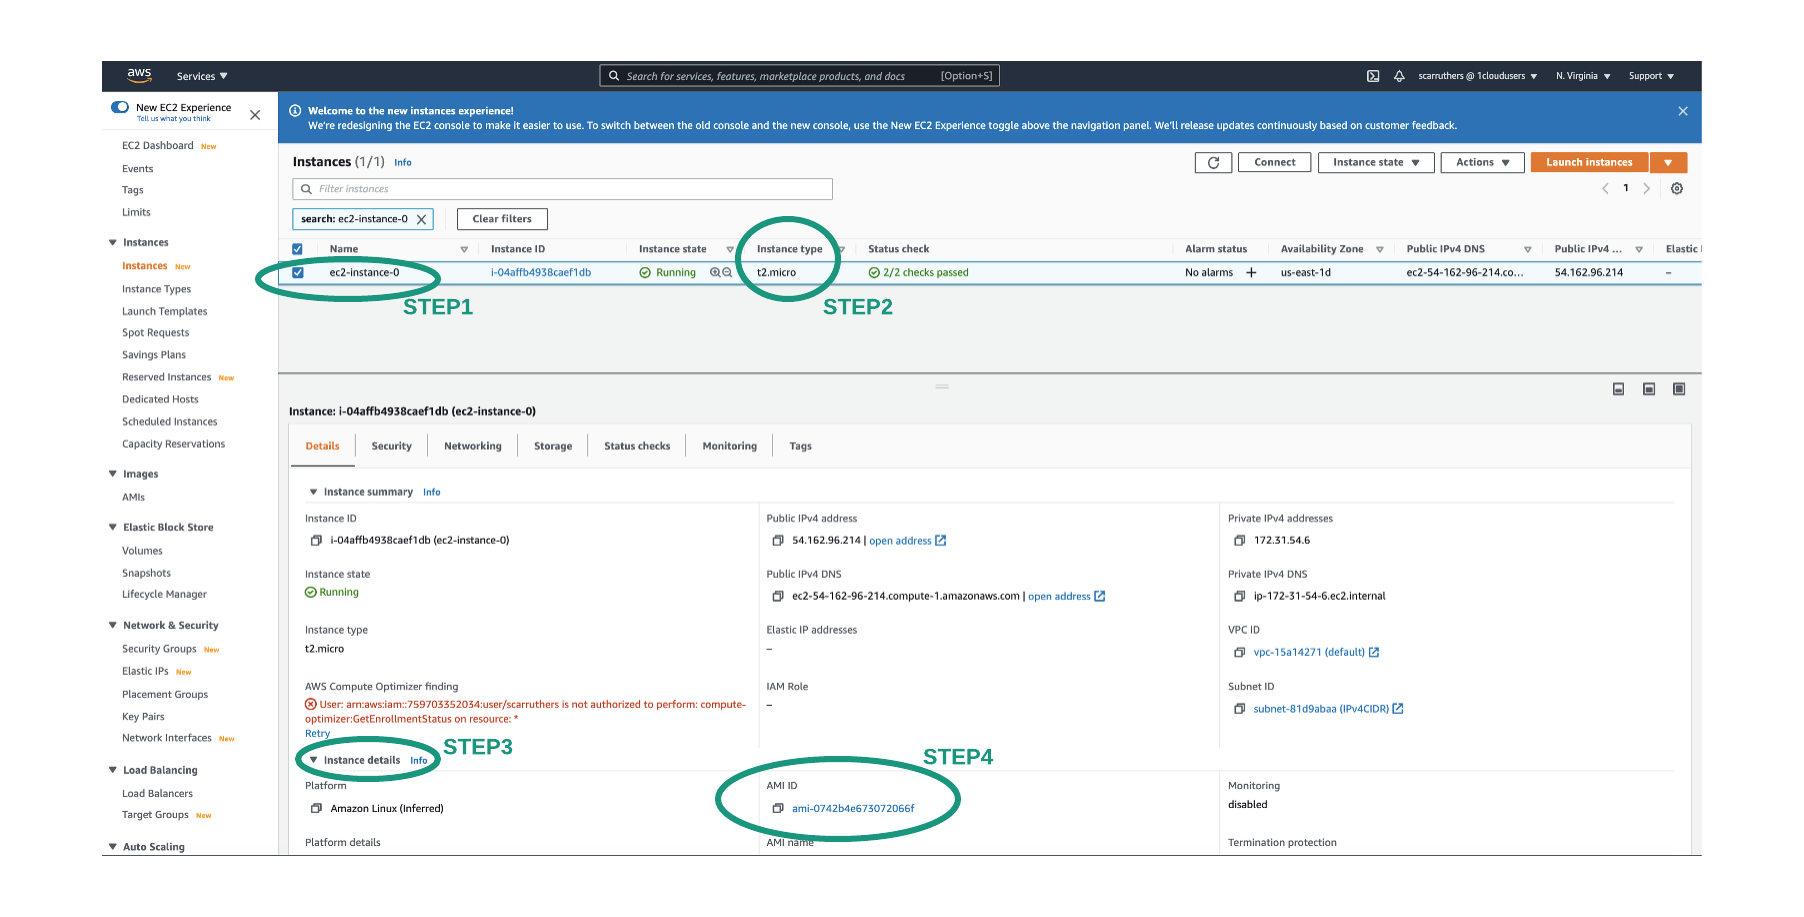 aws Services Search for services, features, marketplace products, and docs [Option+S] scarruthers @ 1cloudusers N. Virginia Support
New EC2 Experience
Tell us what you think
EC2 Dashboard New
Events
Tags
Limits
Instances
Instances New
Instance Types
Launch Templates
Spot Requests
Savings Plans
Reserved Instances New
Dedicated Hosts
Scheduled Instances
Capacity Reservations
Images
AMIs
Elastic Block Store
Volumes
Snapshots
Lifecycle Manager
Network & Security
Security Groups New
Elastic IPs New
Placement Groups
Key Pairs
Network Interfaces New
Load Balancing
Load Balancers
Target Groups New
Auto Scaling
Welcome to the new instances experience!
We're redesigning the EC2 console to make it easier to use. To switch between the old console and the new console, use the New EC2 Experience toggle above the navigation panel. We'll release updates continuously based on customer feedback.
Instances (1/1) Info Connect Instance state Actions Launch instances
Filter instances 1
search: ec2-instance-0 Clear filters
Name Instance ID Instance state Instance type Status check Alarm status Availability Zone Public IPv4 DNS Public IPv4 ... Elastic I
ec2-instance-0 i-04affb4938caef1db Running t2.micro 2/2 checks passed No alarms + us-east-1d ec2-54-162-96-214.co... 54.162.96.214 –
STEP1 STEP2
Instance: i-04affb4938caef1db (ec2-instance-0)
Details Security Networking Storage Status checks Monitoring Tags
Instance summary Info
Instance ID Public IPv4 address Private IPv4 addresses
i-04affb4938caef1db (ec2-instance-0) 54.162.96.214 | open address 172.31.54.6
Instance state Public IPv4 DNS Private IPv4 DNS
Running ec2-54-162-96-214.compute-1.amazonaws.com | open address ip-172-31-54-6.ec2.internal
Instance type Elastic IP addresses VPC ID
t2.micro – vpc-15a14271 (default)
AWS Compute Optimizer finding IAM Role Subnet ID
User: arn:aws:iam::759703352034:user/scarruthers is not authorized to perform: compute- – subnet-81d9abaa (IPv4CIDR)
optimizer:GetEnrollmentStatus on resource: *
Retry
STEP3 STEP4
Instance details Info
Platform AMI ID Monitoring
Amazon Linux (Inferred) ami-0742b4e673072066f disabled
Platform details AMI name Termination protection